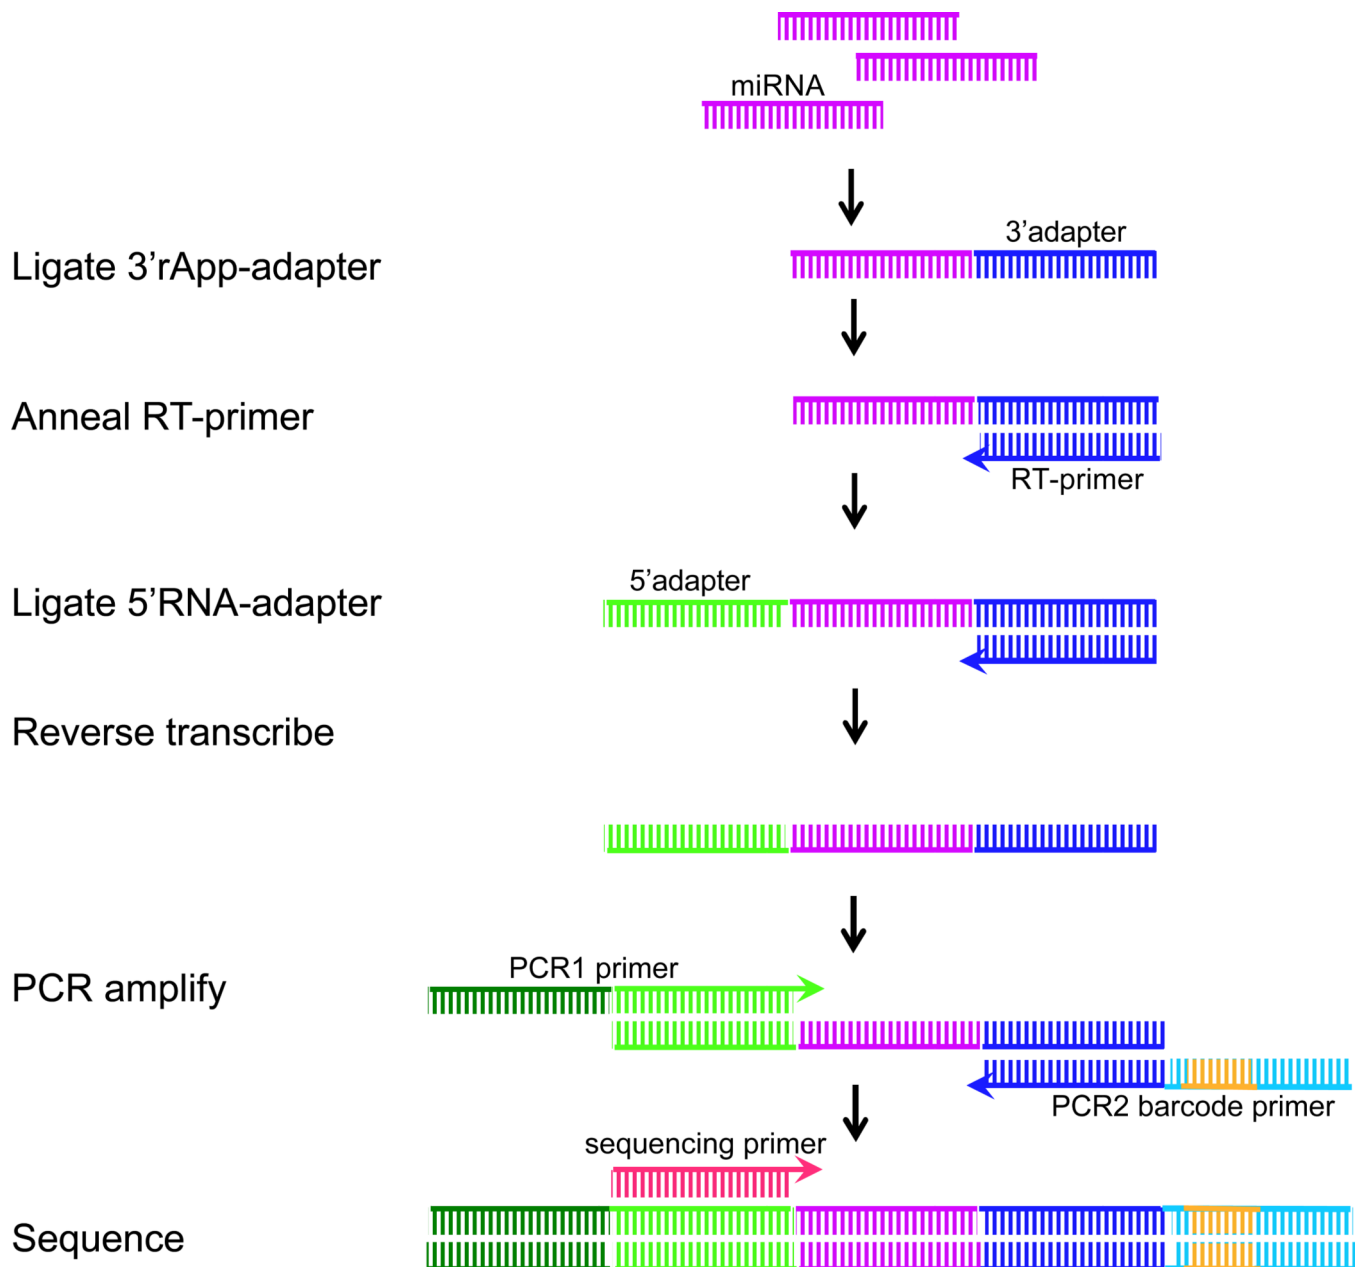 miRNA
3’adapter
Ligate 3’rApp-adapter
Anneal RT-primer
RT-primer
5’adapter
Ligate 5’RNA-adapter
Reverse transcribe
PCR1 primer
PCR amplify
PCR2 barcode primer
sequencing primer
Sequence